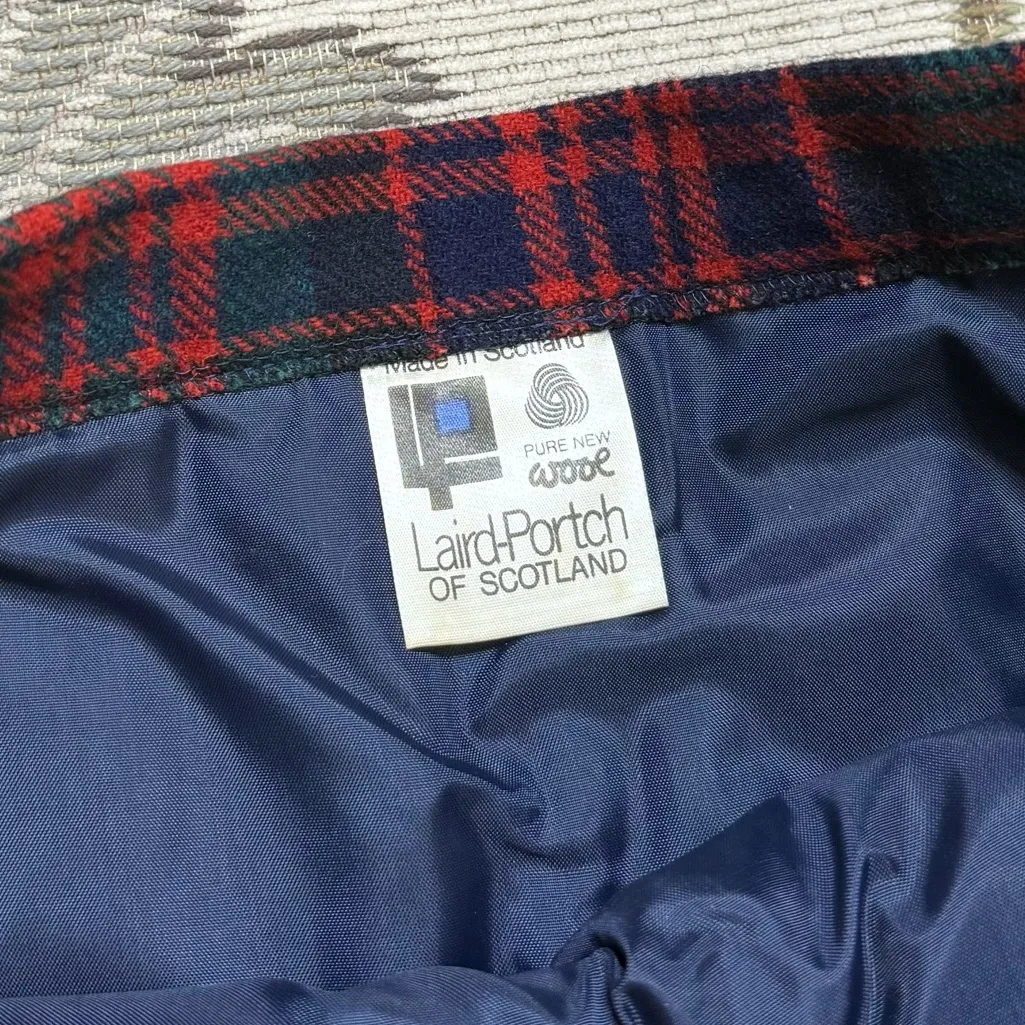 Made in Scotland
PURE NEW
wool
Laird-Portch
OF SCOTLAND